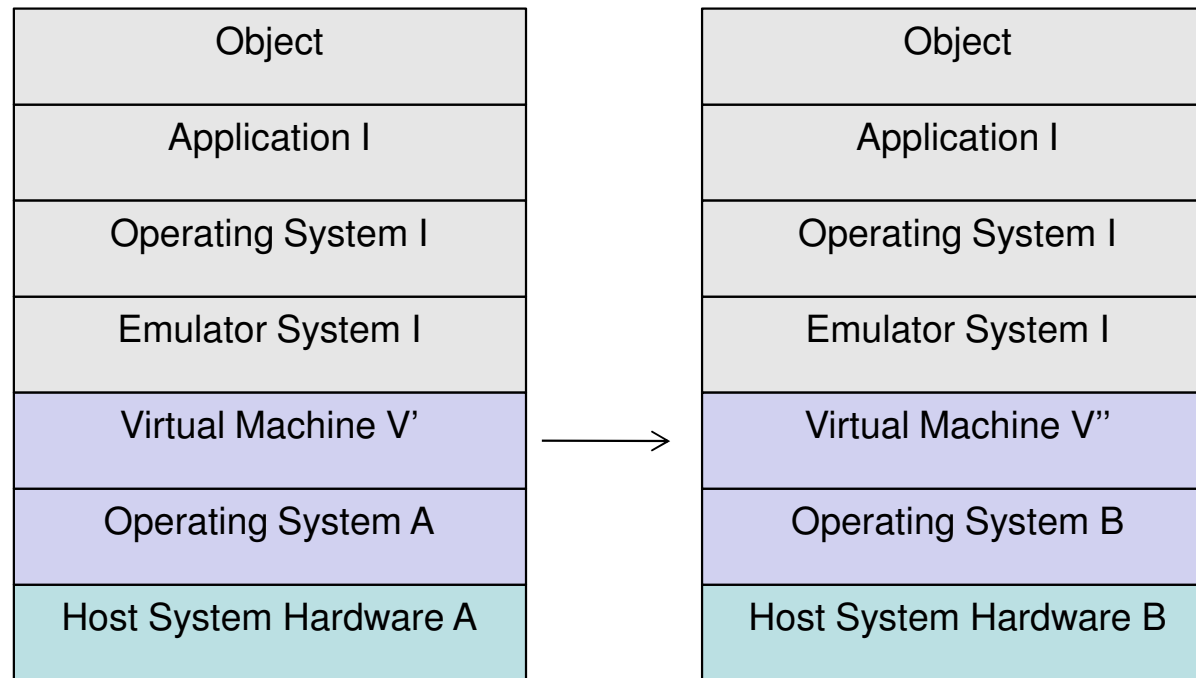 Object
Application I
Operating System I
Emulator System I
Virtual Machine V'
Operating System A
Host System Hardware A
Object
Application I
Operating System I
Emulator System I
Virtual Machine V''
Operating System B
Host System Hardware B